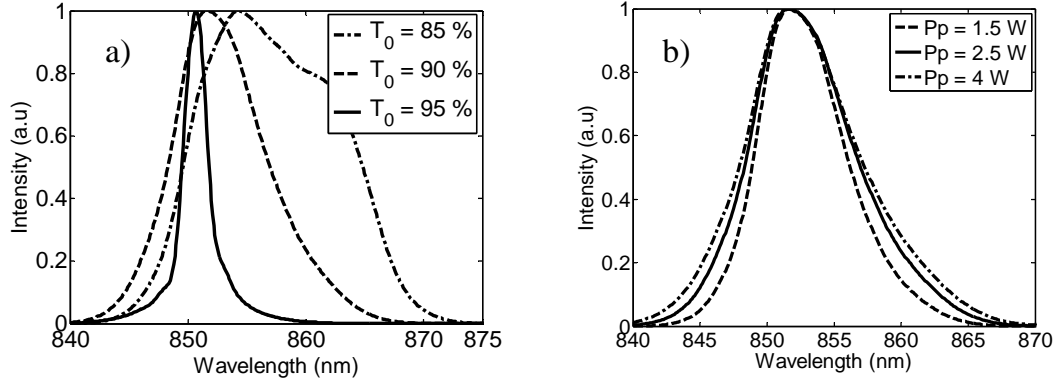 a)
T0 = 85 %
T0 = 90 %
T0 = 95 %
1
0.8
0.6
0.4
0.2
0
840
850
860
870
875
Intensity (a.u)
Wavelength (nm)
b)
Pp = 1.5 W
Pp = 2.5 W
Pp = 4 W
1
0.8
0.6
0.4
0.2
0
840
845
850
855
860
865
870
Intensity (a.u)
Wavelength (nm)